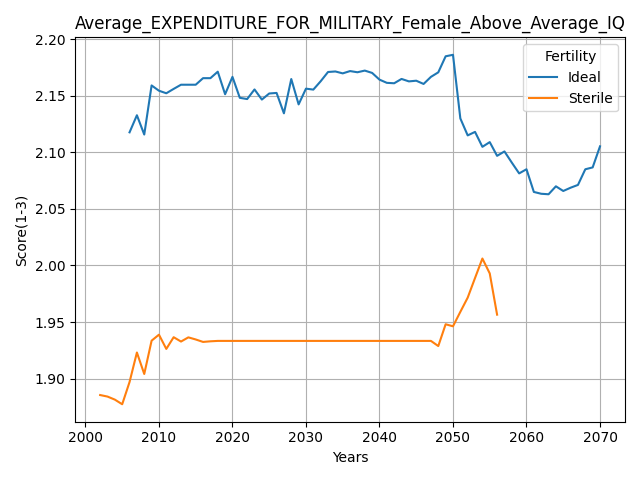 Average_EXPENDITURE_FOR_MILITARY_Female_Above_Average_IQ
2.20
2.15
2.10
2.05
2.00
1.95
1.90
Score(1-3)
Fertility
Ideal
Sterile
2000 2010 2020 2030 2040 2050 2060 2070
Years